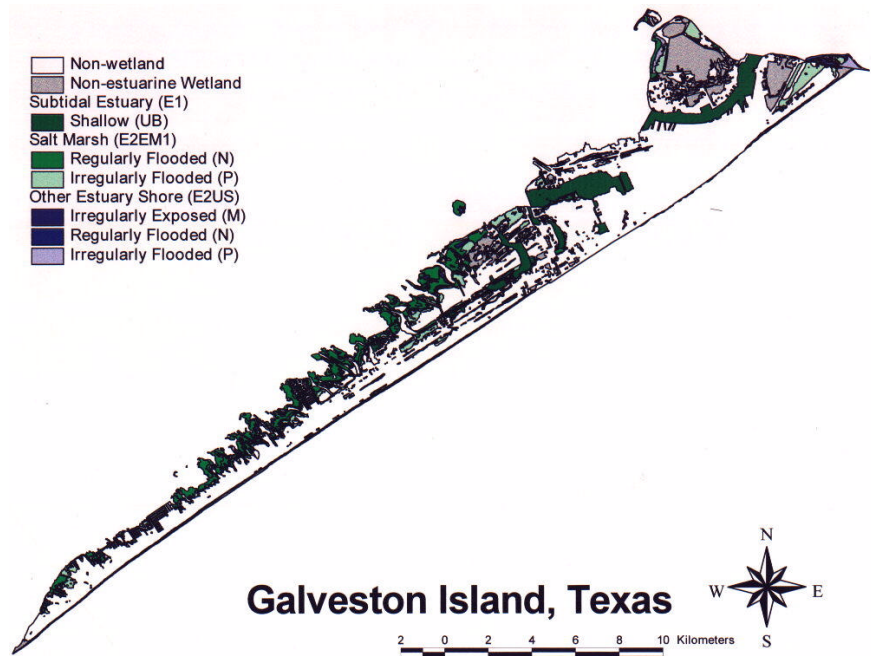 Non-wetland
Non-estuarine Wetland
Subtidal Estuary (E1)
Shallow (UB)
Salt Marsh (E2EM1)
Regularly Flooded (N)
Irregularly Flooded (P)
Other Estuary Shore (E2US)
Irregularly Exposed (M)
Regularly Flooded (N)
Irregularly Flooded (P)
N
W E
S
Galveston Island, Texas
2 0 2 4 6 8 10 Kilometers